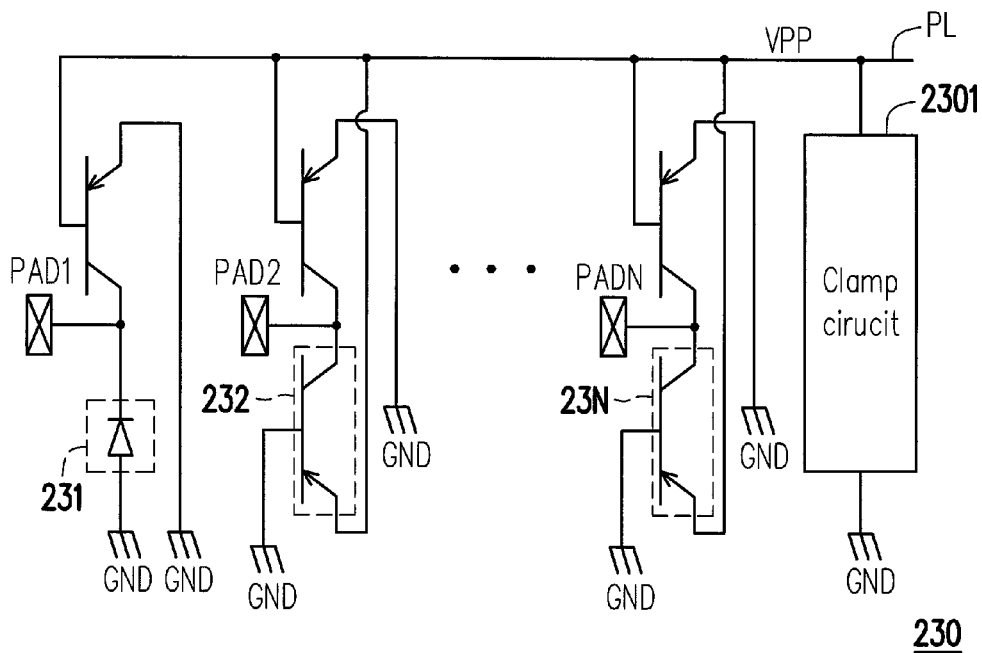 VPP
PL
2301
PAD1
PAD2
PADN
Clamp
cirucit
232
23N
231
GND
GND
GND
GND
GND
GND
GND
230